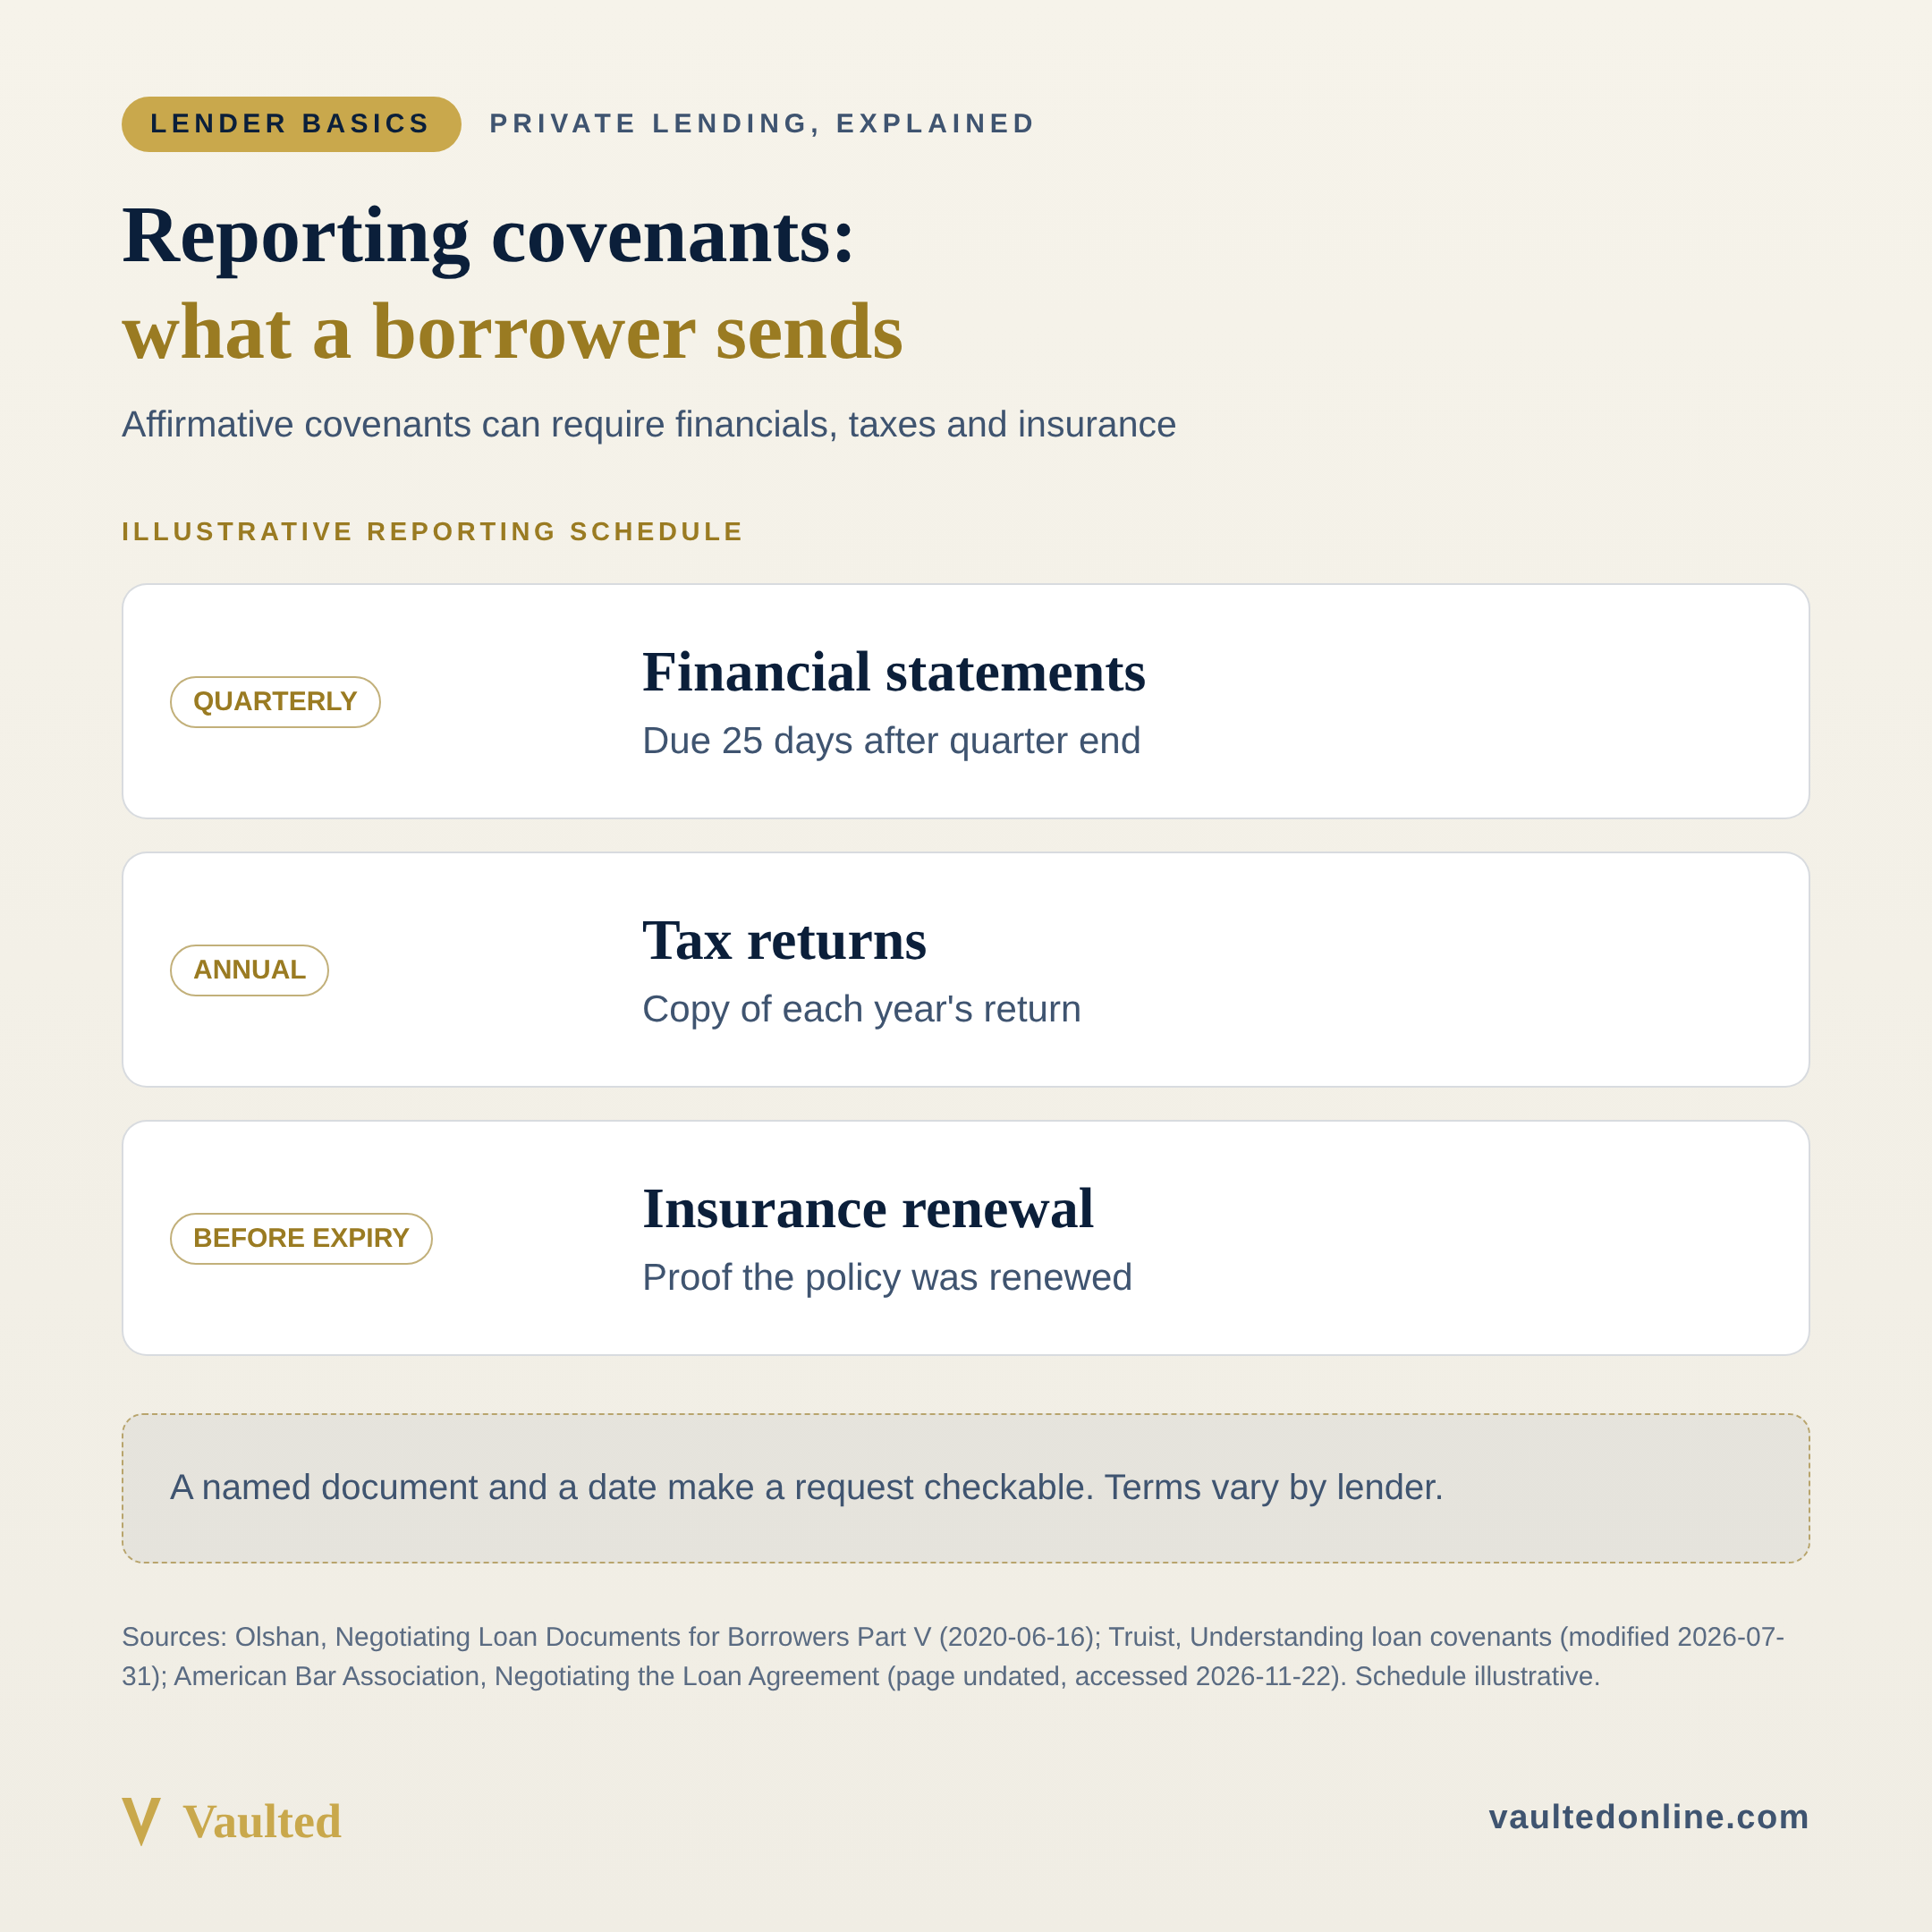 LENDER BASICS PRIVATE LENDING, EXPLAINED
Reporting covenants:
what a borrower sends
Affirmative covenants can require financials, taxes and insurance
ILLUSTRATIVE REPORTING SCHEDULE
QUARTERLY
Financial statements
Due 25 days after quarter end
ANNUAL
Tax returns
Copy of each year's return
BEFORE EXPIRY
Insurance renewal
Proof the policy was renewed
A named document and a date make a request checkable. Terms vary by lender.
Sources: Olshan, Negotiating Loan Documents for Borrowers Part V (2020-06-16); Truist, Understanding loan covenants (modified 2026-07-
31); American Bar Association, Negotiating the Loan Agreement (page undated, accessed 2026-11-22). Schedule illustrative.
Vaulted
vaultedonline.com